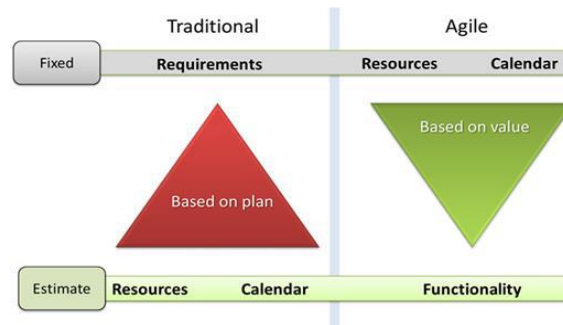 Traditional
Agile
Fixed
Requirements
Resources
Calendar
Based on plan
Based on value
Estimate
Resources
Calendar
Functionality